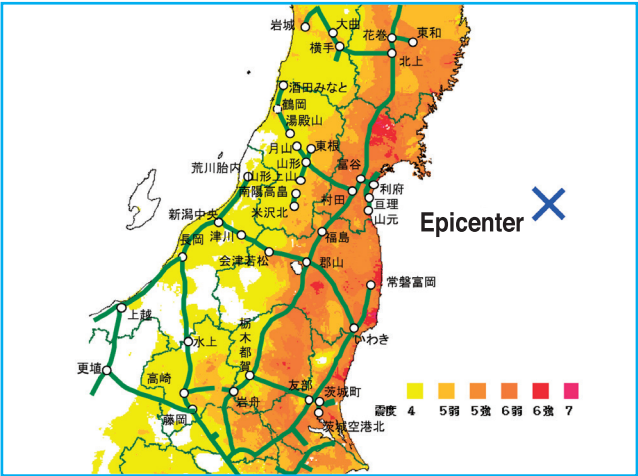 岩城
大曲
花巻
東和
横手
北上
酒田みなと
鶴岡
湯殿山
月山
東根
荒川胎内
山形
山形上山
富谷
利府
南陽高畠
村田
亘理
米沢北
山元
新潟中央
Epicenter
津川
福島
長岡
会津若松
郡山
常磐富岡
上越
栃木都賀
いわき
水上
更埴
高崎
友部
茨城町
岩舟
藤岡
茨城空港北
震度 4 5弱 5強 6弱 6強 7